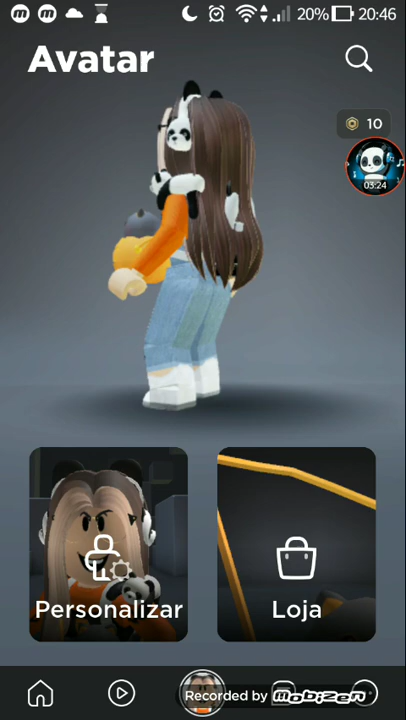 20% 20:46
Avatar
10
03:24
Personalizar
Loja
Recorded by mobizen